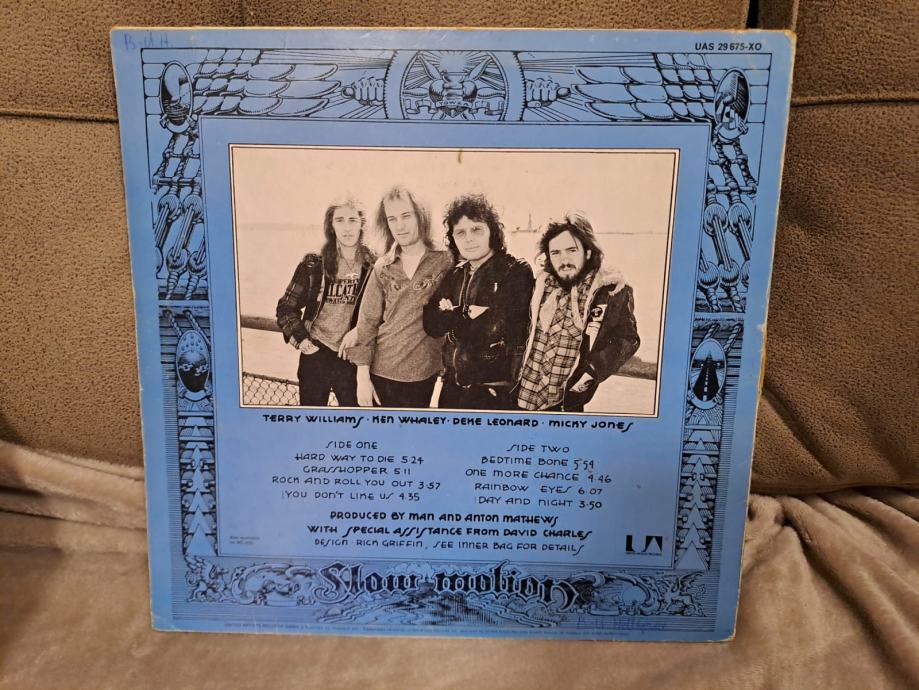 B-H H.
UAS 29675-XO
TERRY WILLIAMS · KEN WHALEY · DEKE LEONARD · MICKY JONES
SIDE ONE
HARD WAY TO DIE 5·24
GRASSHOPPER 5·11
ROCK AND ROLL YOU OUT 3·57
YOU DON'T LIKE US 4·35
SIDE TWO
BEDTIME BONE 5·54
ONE MORE CHANCE 4·46
RAINBOW EYES 6·07
DAY AND NIGHT 3·50
PRODUCED BY MAN AND ANTON MATHEWS
WITH SPECIAL ASSISTANCE FROM DAVID CHARLES
DESIGN · RICK GRIFFIN, SEE INNER BAG FOR DETAILS
UA
Slow motion